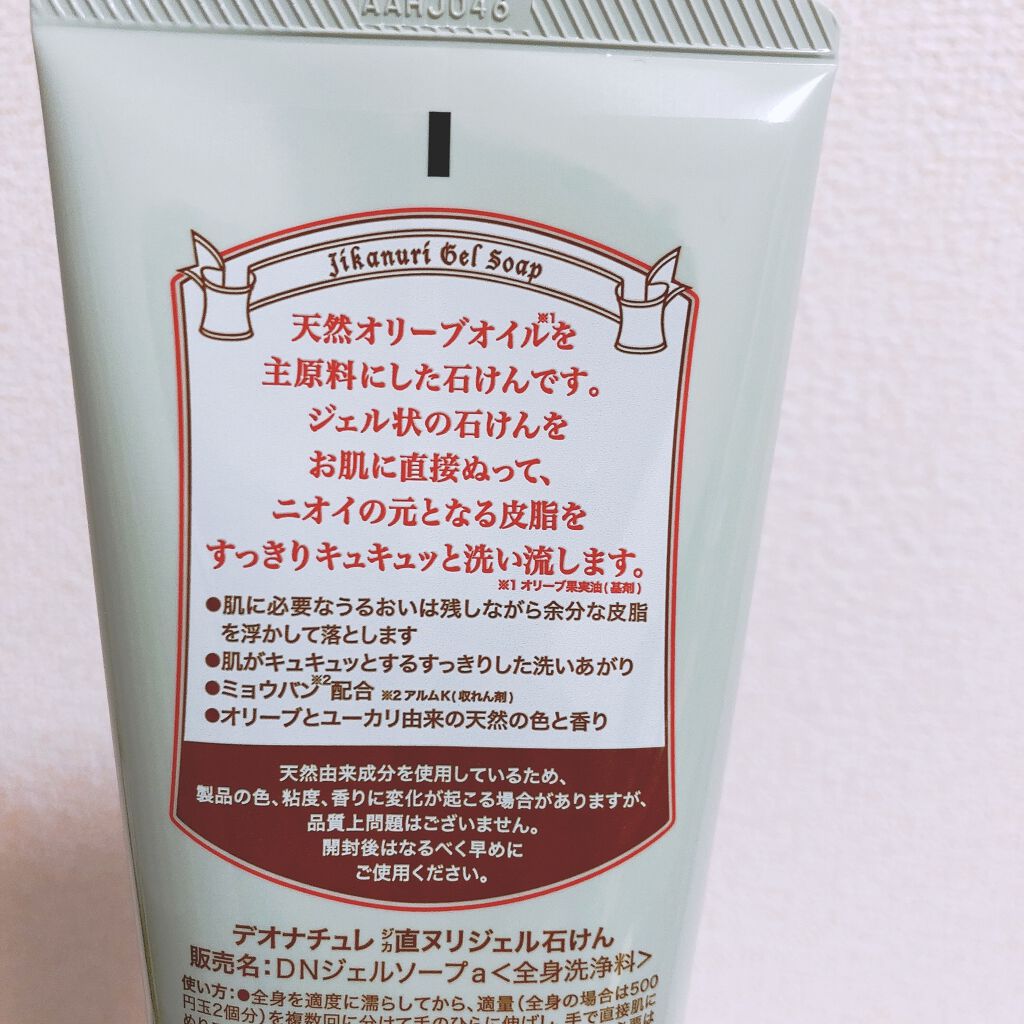 AAHJ046
Jikanuri Gel Soap
天然オリーブオイル※1を
主原料にした石けんです。
ジェル状の石けんを
お肌に直接ぬって、
ニオイの元となる皮脂を
すっきりキュキュッと洗い流します。
※1 オリーブ果実油(基剤)
●肌に必要なうるおいは残しながら余分な皮脂
を浮かして落とします
●肌がキュキュッとするすっきりした洗いあがり
●ミョウバン※2配合 ※2 アルムK(収れん剤)
●オリーブとユーカリ由来の天然の色と香り
天然由来成分を使用しているため、
製品の色、粘度、香りに変化が起こる場合がありますが、
品質上問題はございません。
開封後はなるべく早めに
ご使用ください。
デオナチュレ 直ジカヌリジェル石けん
販売名：DNジェルソープa＜全身洗浄料＞
使い方：●全身を適度に濡らしてから、適量（全身の場合は500
円玉2個分）を複数回に分けて手のひらに伸ばし、手で直接肌に